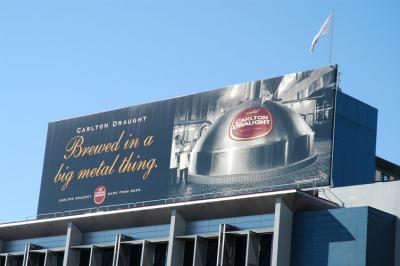 CARLTON DRAUGHT
Brewed in a
big metal thing.
CARLTON DRAUGHT. MADE FROM BEER.
CARLTON
DRAUGHT